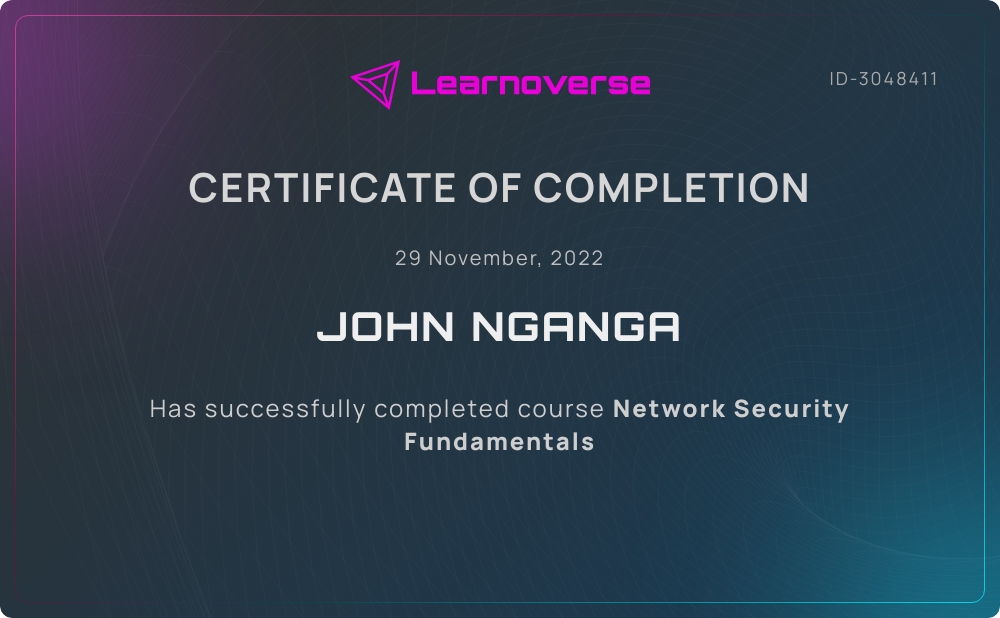 Learnoverse
ID-3048411
CERTIFICATE OF COMPLETION
29 November, 2022
JOHN NGANGA
Has successfully completed course Network Security
Fundamentals